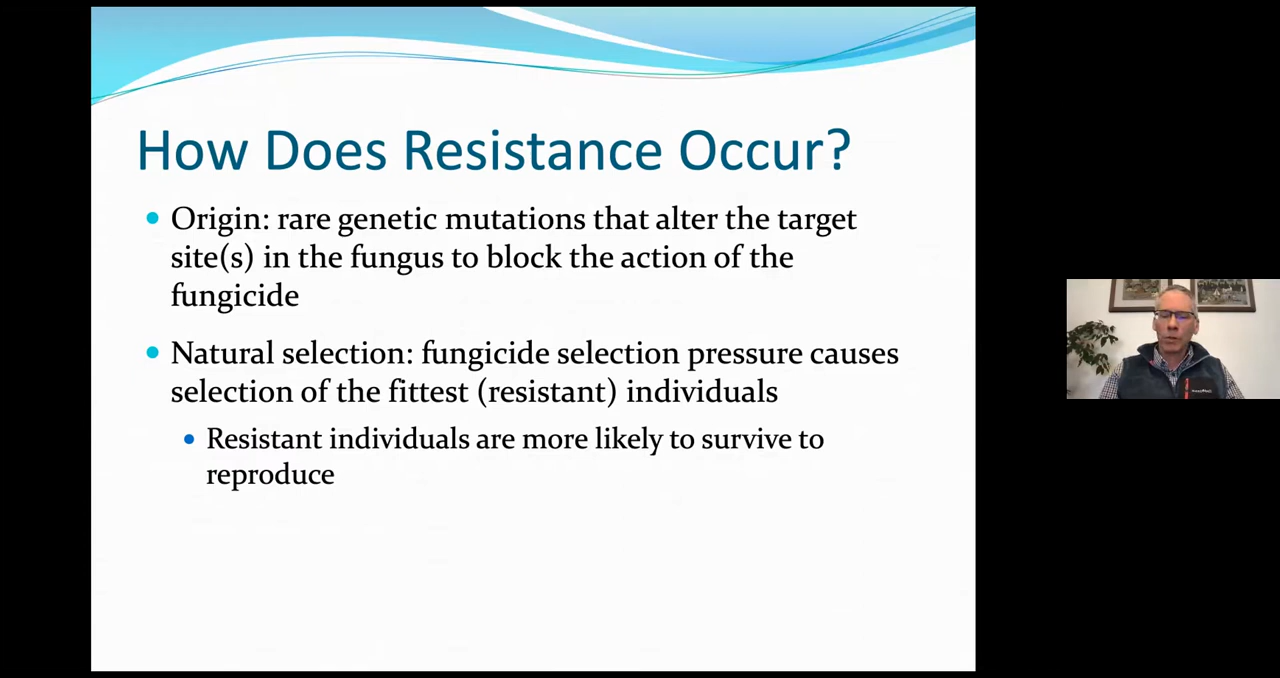 How Does Resistance Occur?
• Origin: rare genetic mutations that alter the target
site(s) in the fungus to block the action of the
fungicide
• Natural selection: fungicide selection pressure causes
selection of the fittest (resistant) individuals
• Resistant individuals are more likely to survive to
reproduce